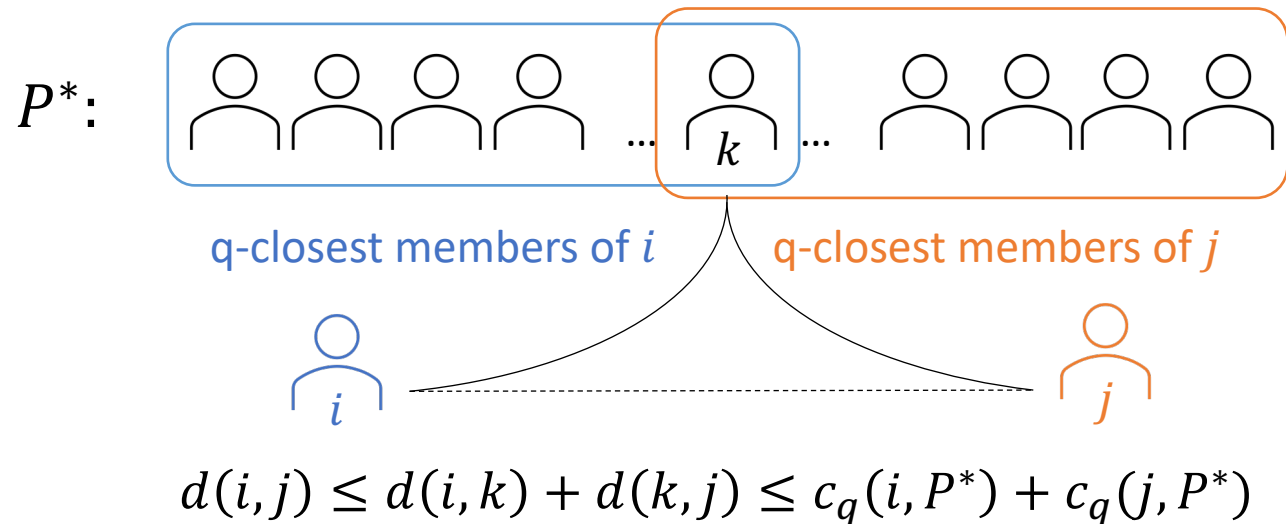 P*:
... k ...
q-closest members of i q-closest members of j
i j
d(i,j) ≤ d(i,k) + d(k,j) ≤ c_q(i,P*) + c_q(j,P*)